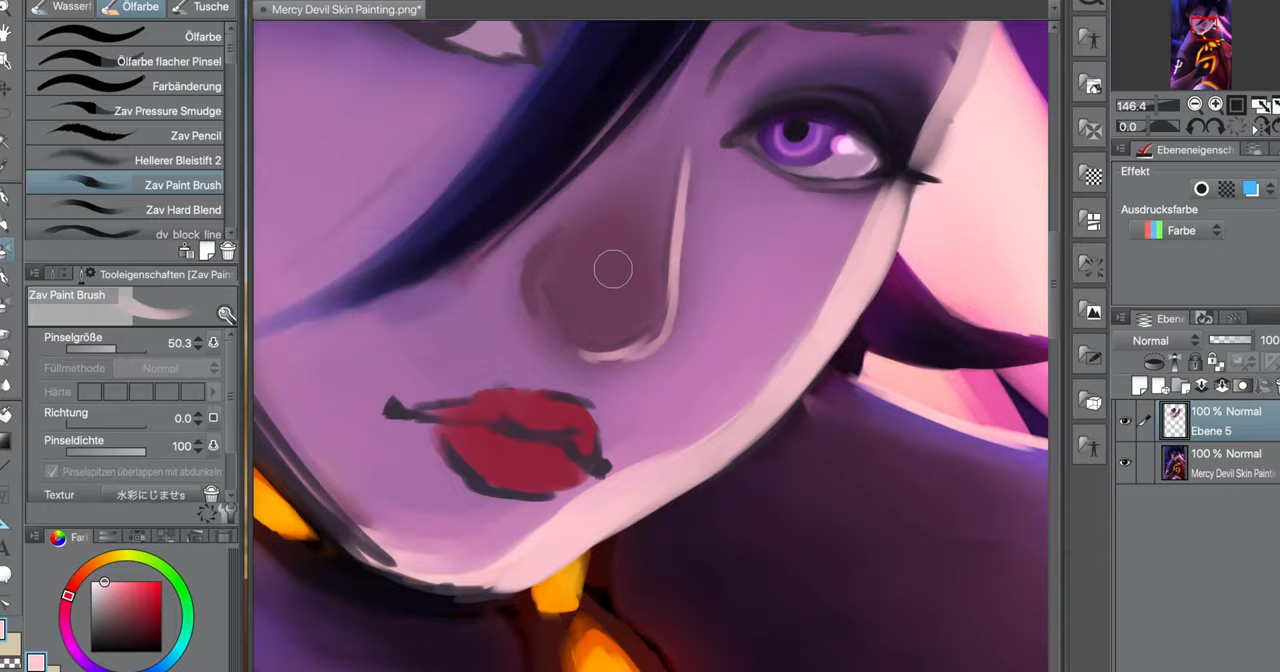 Wasserf
Ölfarbe
Tusche
Mercy Devil Skin Painting.png*
Ölfarbe
Ölfarbe flacher Pinsel
Farbänderung
Zav Pressure Smudge
Zav Pencil
Hellerer Bleistift 2
Zav Paint Brush
Zav Hard Blend
dv_block_line
Tooleigenschaften [Zav Pain
Zav Paint Brush
Pinselgröße 50.3
Füllmethode Normal
Härte
Richtung 0.0
Pinseldichte 100
Pinselspitzen überlappen mit abdunkeln
Textur 水彩にじませs
Far
146.4
0.0
Ebeneneigensch
Effekt
Ausdrucksfarbe
Farbe
Ebene
Normal 100
100 % Normal
Ebene 5
100 % Normal
Mercy Devil Skin Painting